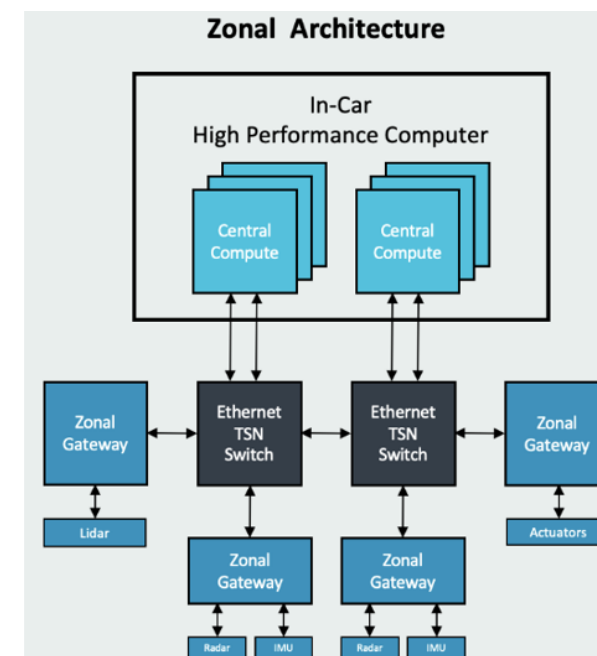 Zonal Architecture
In-Car
High Performance Computer
Central
Compute
Central
Compute
Zonal
Gateway
Ethernet
TSN
Switch
Ethernet
TSN
Switch
Zonal
Gateway
Lidar
Actuators
Zonal
Gateway
Zonal
Gateway
Radar
IMU
Radar
IMU